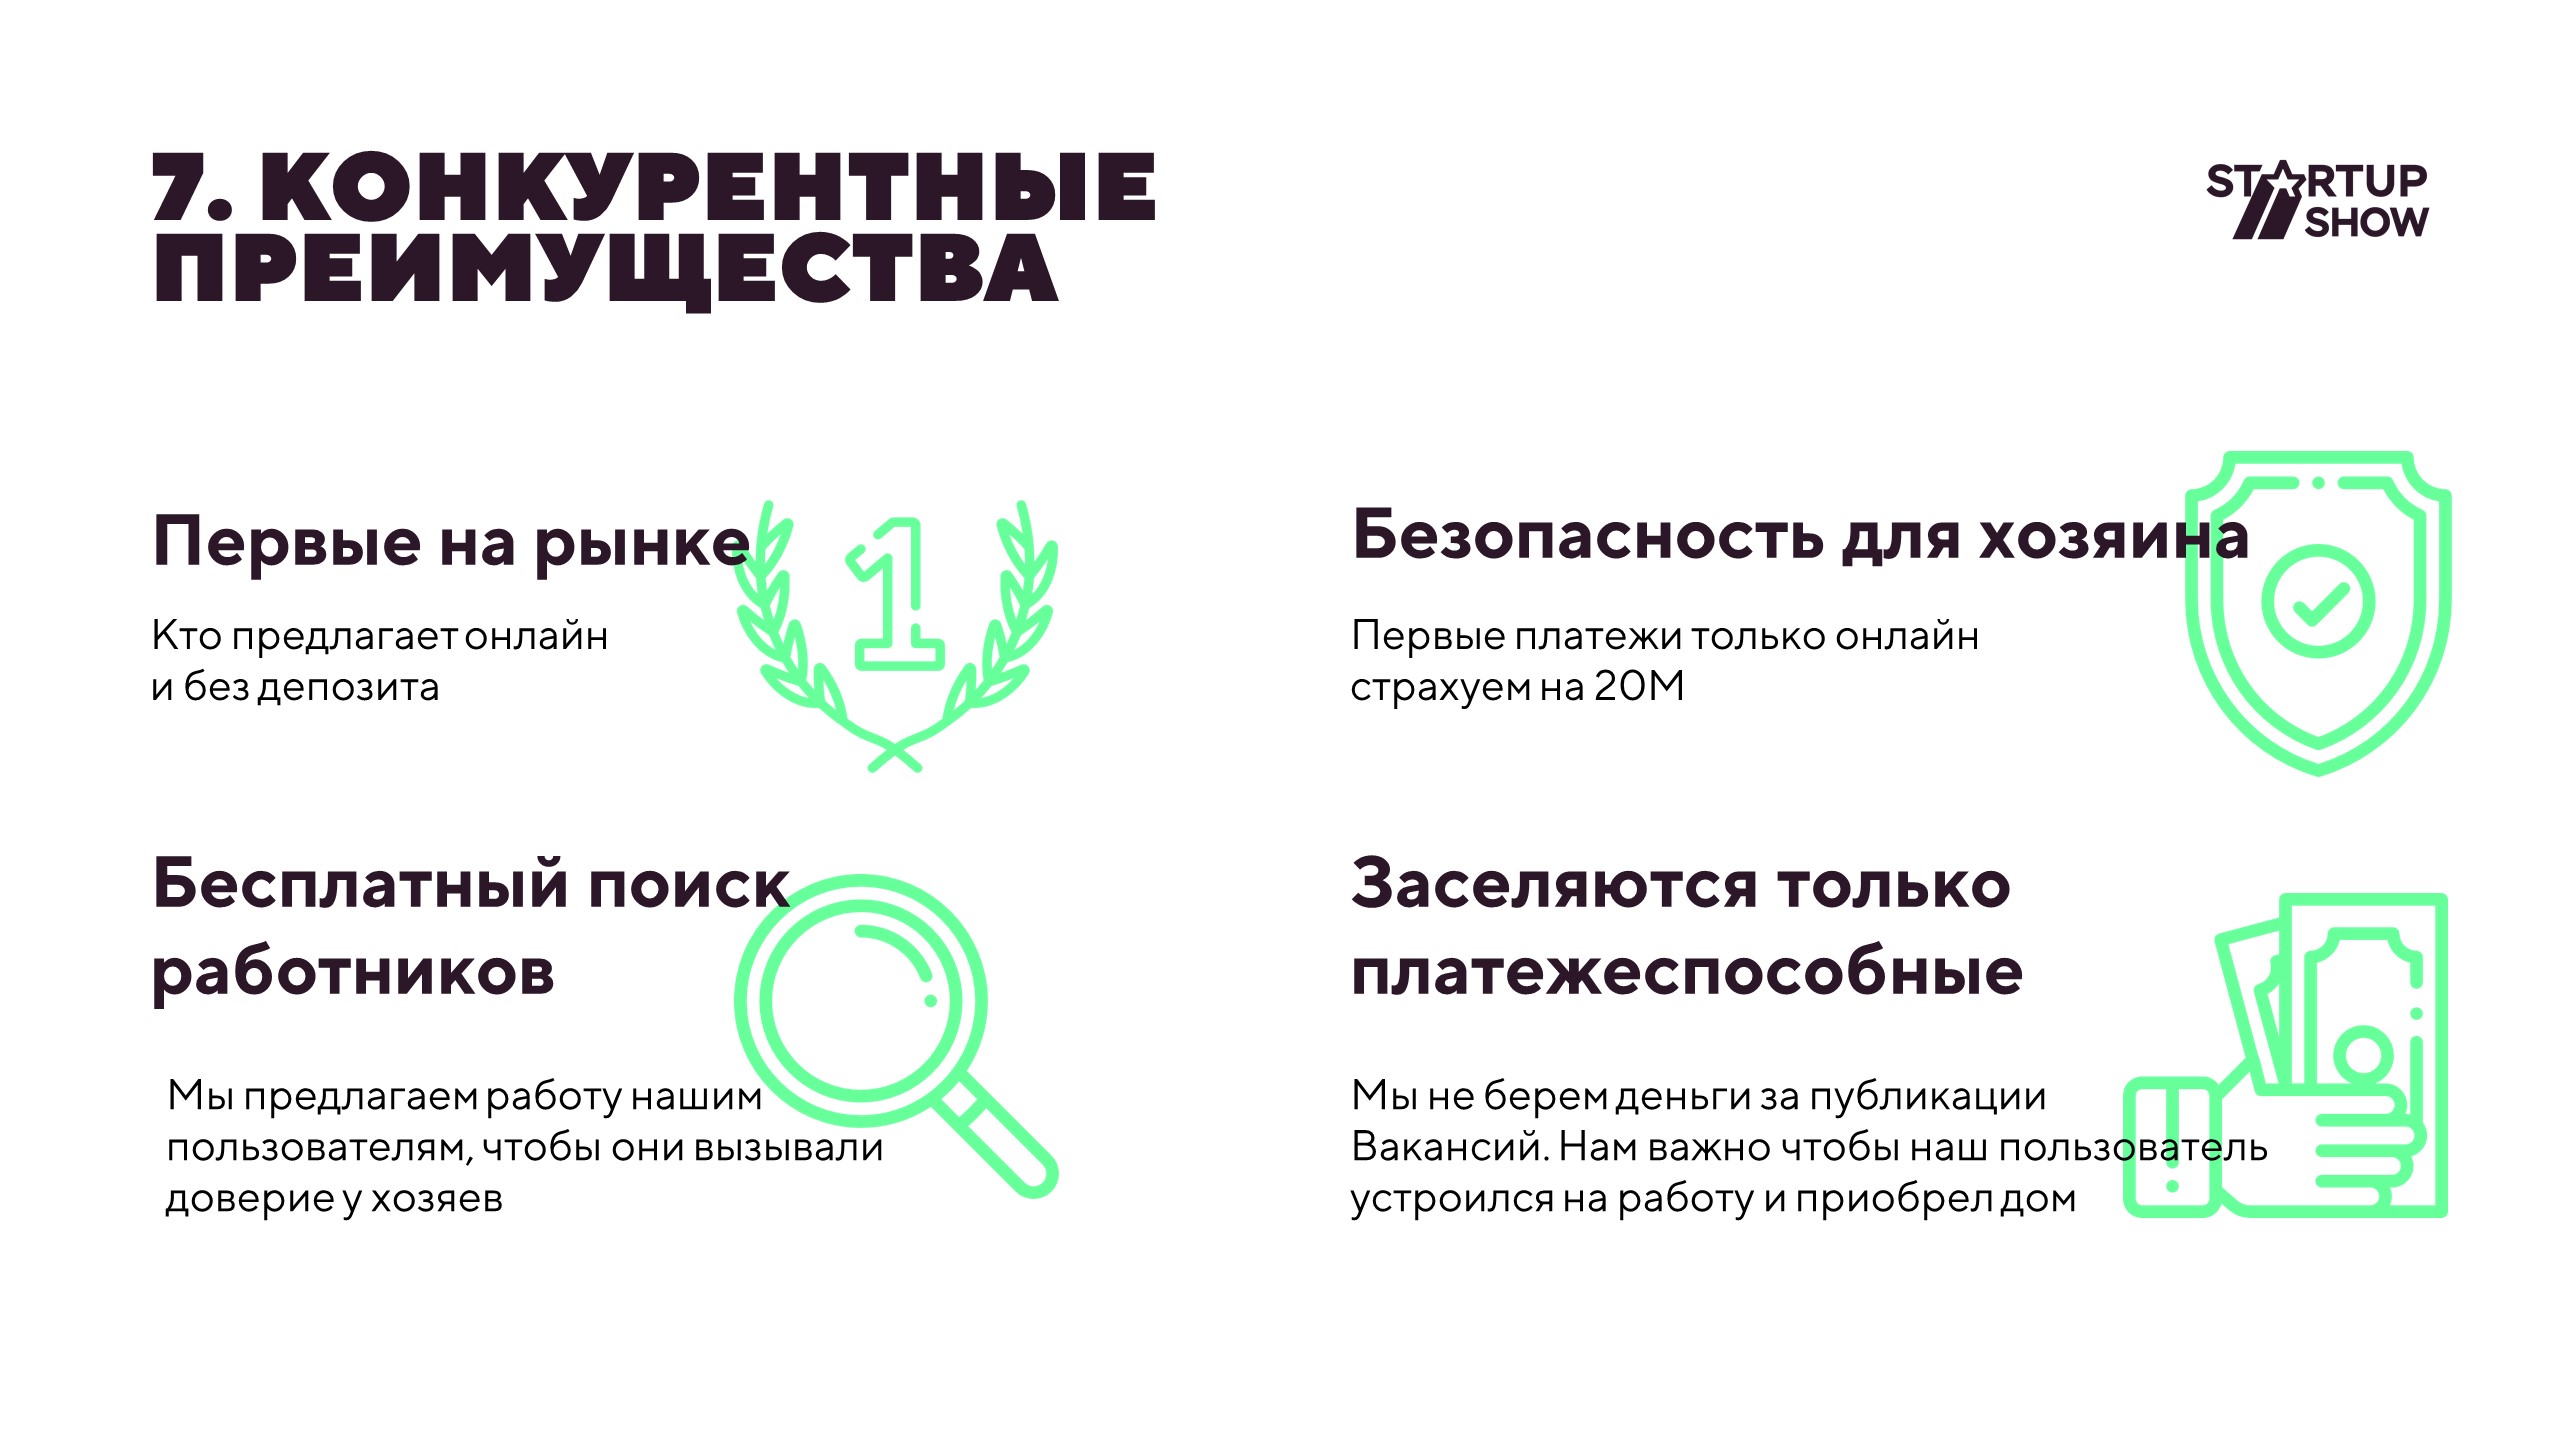 7. КОНКУРЕНТНЫЕ
ПРЕИМУЩЕСТВА
STARTUP
SHOW
Первые на рынке
Кто предлагает онлайн
и без депозита
1
Безопасность для хозяина
Первые платежи только онлайн
страхуем на 20М
Бесплатный поиск
работников
Мы предлагаем работу нашим
пользователям, чтобы они вызывали
доверие у хозяев
Заселяются только
платежеспособные
Мы не берем деньги за публикации
Вакансий. Нам важно чтобы наш пользователь
устроился на работу и приобрел дом